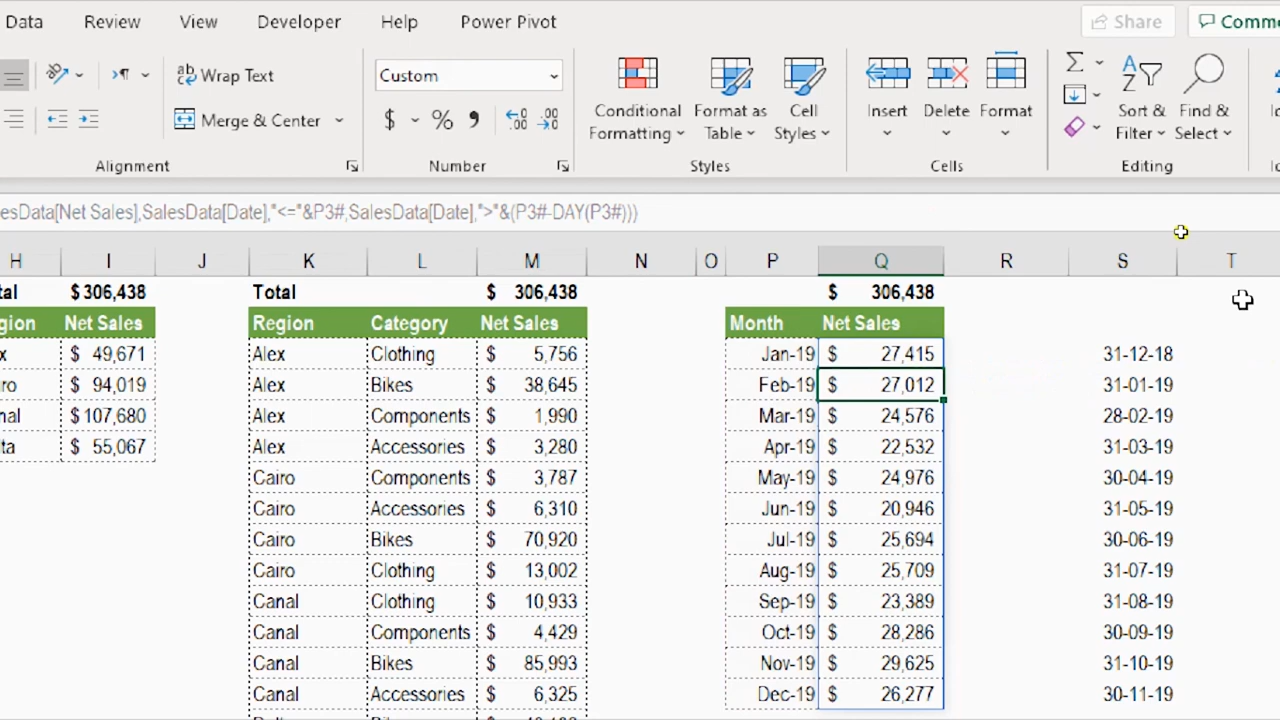 Data Review View Developer Help Power Pivot Share Comme
Wrap Text Custom
Merge & Center $ % Conditional Formatting Format as Table Cell Styles Insert Delete Format Sort & Filter Find & Select
Alignment Number Styles Cells Editing
esData[Net Sales],SalesData[Date],"<="&P3#,SalesData[Date],">"&(P3#-DAY(P3#)))
H I J K L M N O P Q R S T
tal $ 306,438 Total $ 306,438 $ 306,438
gion Net Sales Region Category Net Sales Month Net Sales
x $ 49,671 Alex Clothing $ 5,756 Jan-19 $ 27,415 31-12-18
ro $ 94,019 Alex Bikes $ 38,645 Feb-19 $ 27,012 31-01-19
nal $ 107,680 Alex Components $ 1,990 Mar-19 $ 24,576 28-02-19
lta $ 55,067 Alex Accessories $ 3,280 Apr-19 $ 22,532 31-03-19
Cairo Components $ 3,787 May-19 $ 24,976 30-04-19
Cairo Accessories $ 6,310 Jun-19 $ 20,946 31-05-19
Cairo Bikes $ 70,920 Jul-19 $ 25,694 30-06-19
Cairo Clothing $ 13,002 Aug-19 $ 25,709 31-07-19
Canal Clothing $ 10,933 Sep-19 $ 23,389 31-08-19
Canal Components $ 4,429 Oct-19 $ 28,286 30-09-19
Canal Bikes $ 85,993 Nov-19 $ 29,625 31-10-19
Canal Accessories $ 6,325 Dec-19 $ 26,277 30-11-19